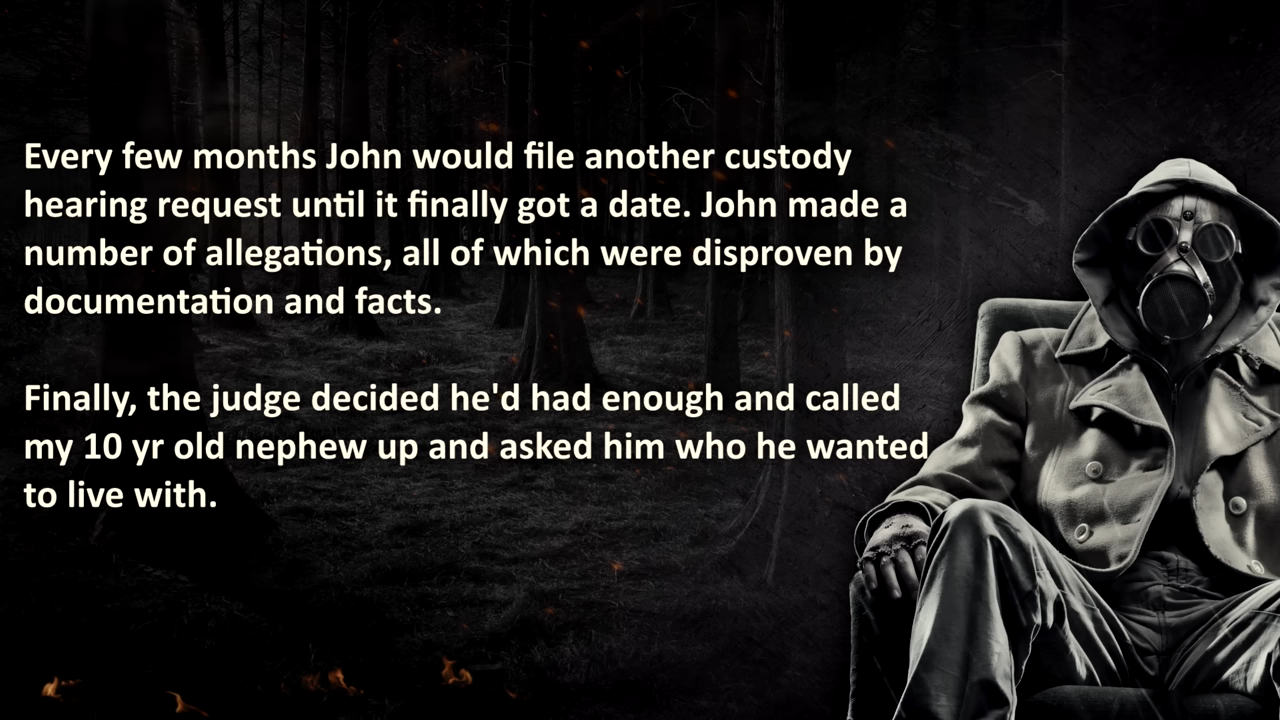 Every few months John would file another custody
hearing request until it finally got a date. John made a
number of allegations, all of which were disproven by
documentation and facts.
Finally, the judge decided he'd had enough and called
my 10 yr old nephew up and asked him who he wanted
to live with.